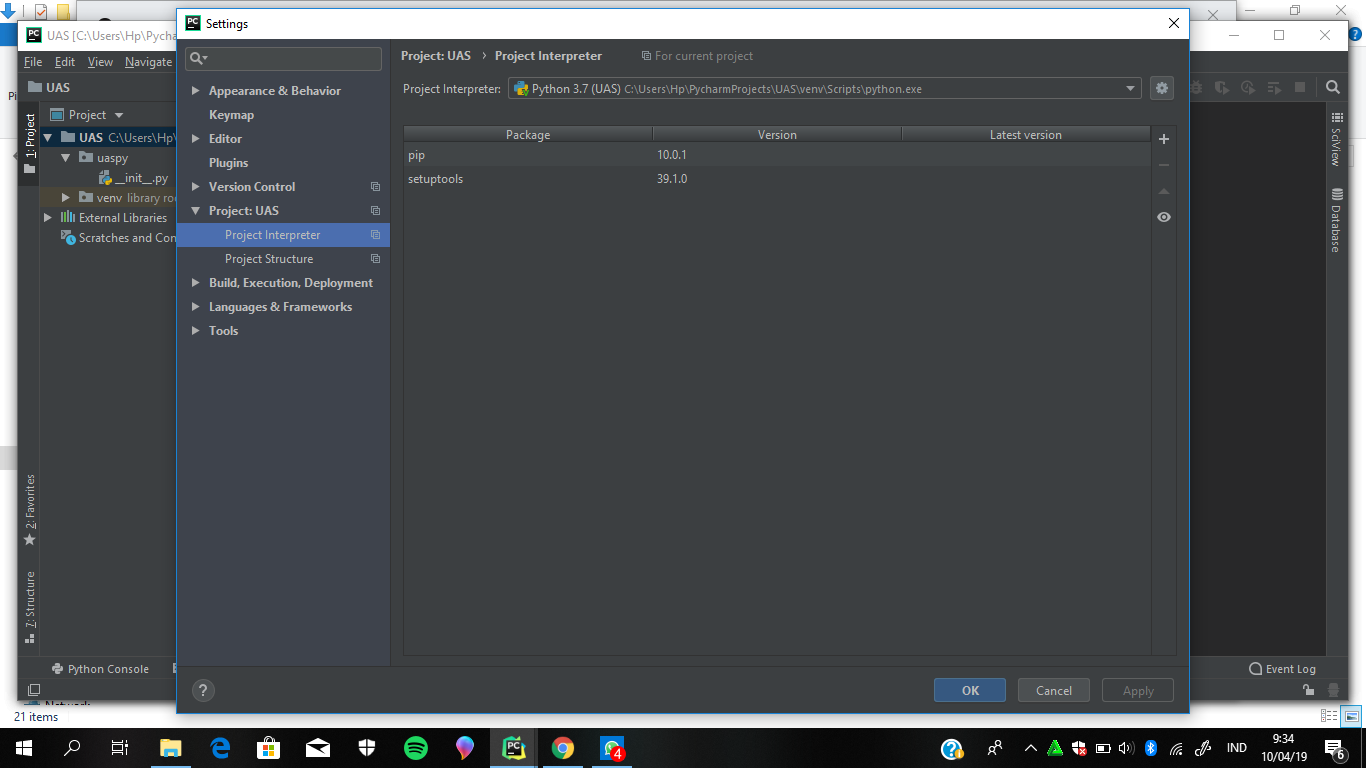 Settings
UAS [C:\Users\Hp\Pych
File Edit View Navigate
UAS
Project
1: Project
UAS C:\Users\Hp\
uaspy
__init__.py
venv library
External Libraries
Scratches and
2: Favorites
7: Structure
Python Console
Appearance & Behavior
Keymap
Editor
Plugins
Version Control
Project: UAS
Project Interpreter
Project Structure
Build, Execution, Deployment
Languages & Frameworks
Tools
Project: UAS › Project Interpreter For current project
Project Interpreter: Python 3.7 (UAS) C:\Users\Hp\PycharmProjects\UAS\venv\Scripts\python.exe
Package Version Latest version
pip 10.0.1
setuptools 39.1.0
? OK Cancel Apply
SciView
Database
Event Log
21 items
4
IND
9:34
10/04/19
6